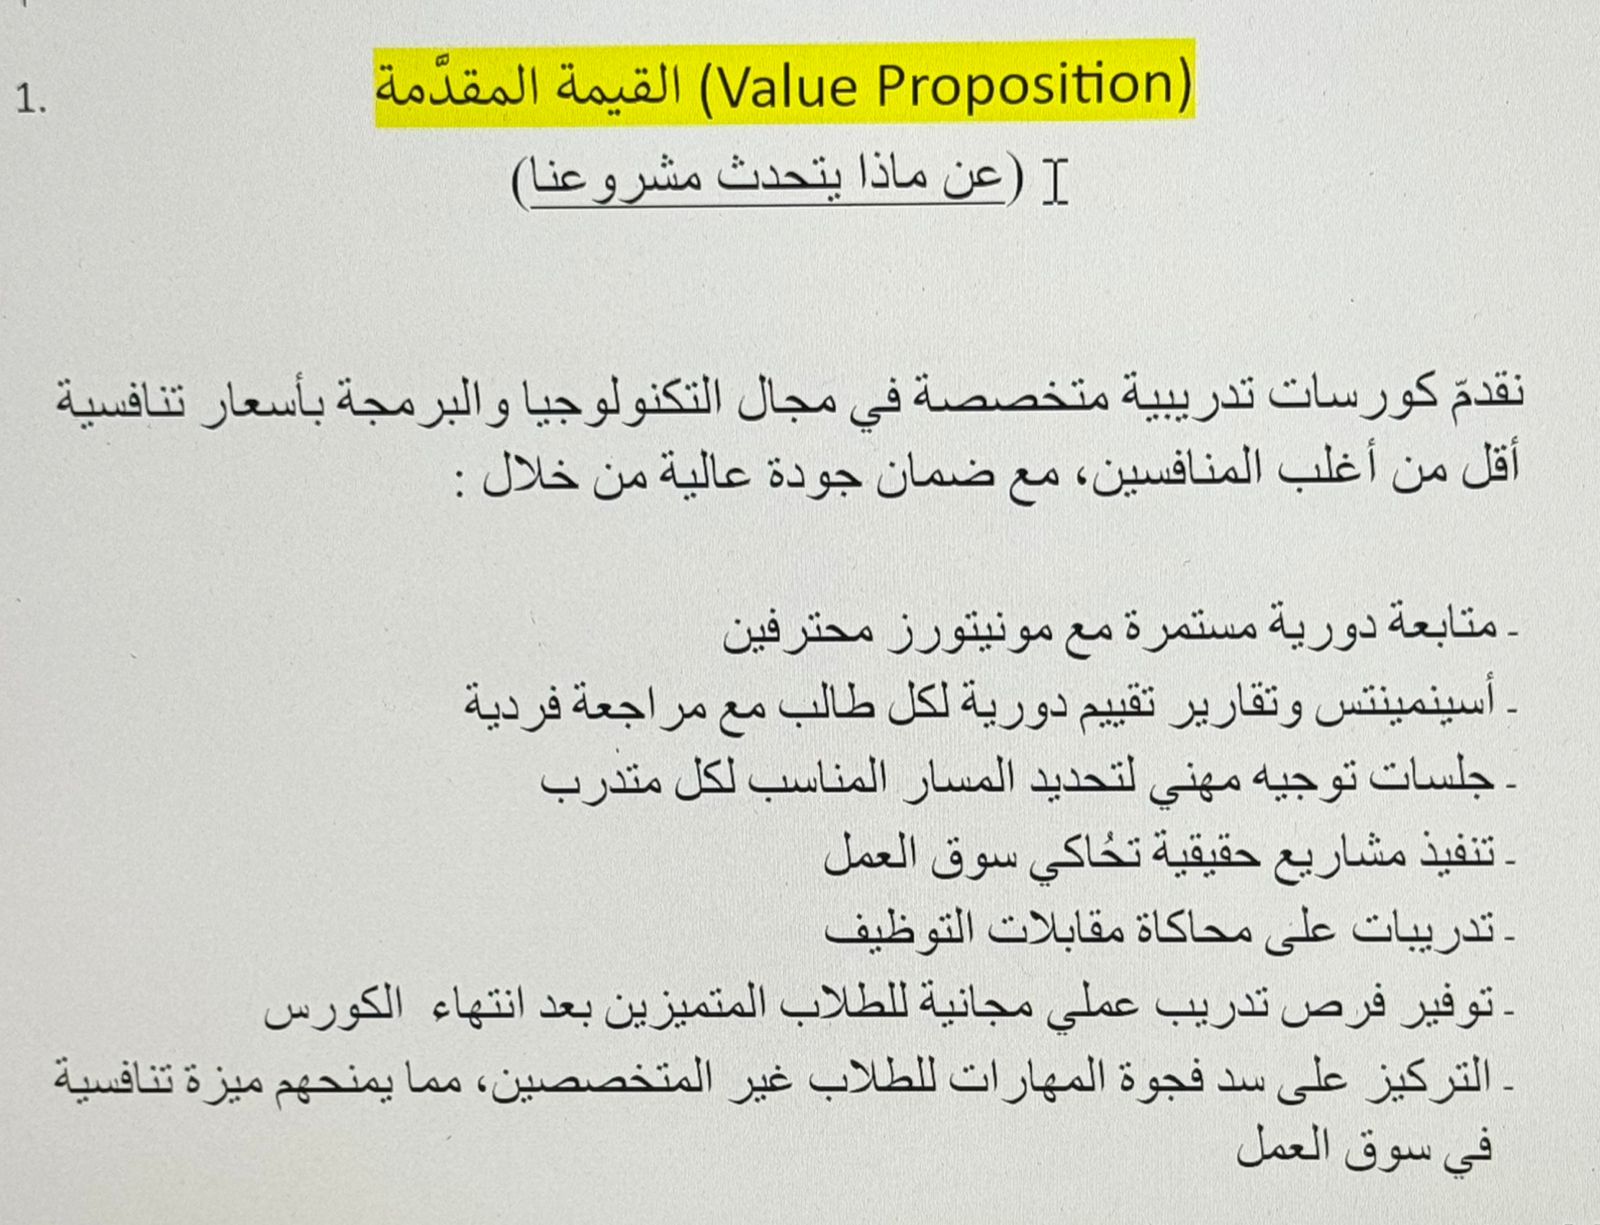 1.
(Value Proposition) القيمة المقدَّمة
(عن ماذا يتحدث مشروعنا)
نقدمّ كورسات تدريبية متخصصة في مجال التكنولوجيا والبرمجة بأسعار تنافسية
أقل من أغلب المنافسين، مع ضمان جودة عالية من خلال :
- متابعة دورية مستمرة مع مونيتورز محترفين
- أسينمينتس وتقارير تقييم دورية لكل طالب مع مراجعة فردية
- جلسات توجيه مهني لتحديد المسار المناسب لكل متدرب
- تنفيذ مشاريع حقيقية تحُاكي سوق العمل
- تدريبات على محاكاة مقابلات التوظيف
- توفير فرص تدريب عملي مجانية للطلاب المتميزين بعد انتهاء الكورس
- التركيز على سد فجوة المهارات للطلاب غير المتخصصين، مما يمنحهم ميزة تنافسية
في سوق العمل